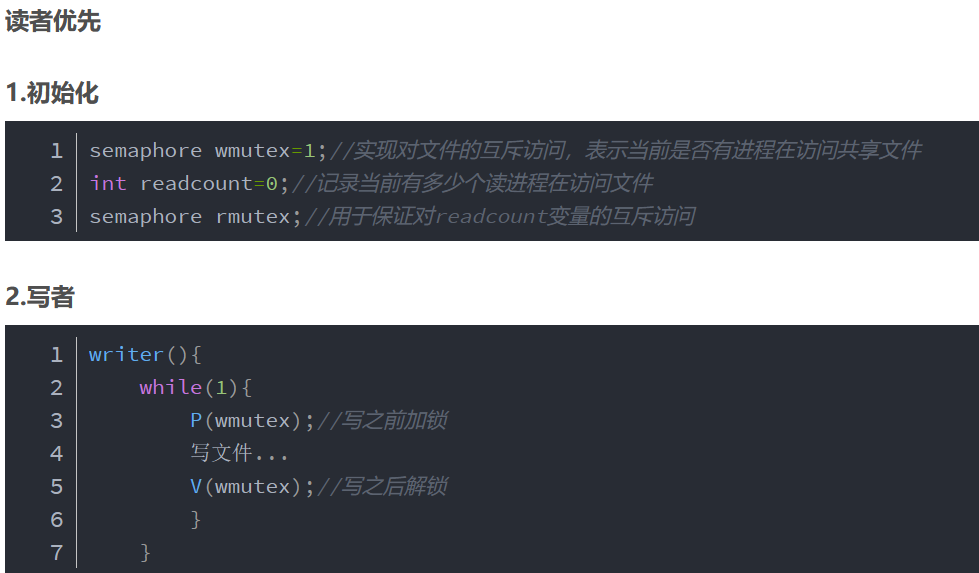 读者优先
1.初始化
1 semaphore wmutex=1;//实现对文件的互斥访问，表示当前是否有进程在访问共享文件
2 int readcount=0;//记录当前有多少个读进程在访问文件
3 semaphore rmutex;//用于保证对readcount变量的互斥访问
2.写者
1 writer(){
2     while(1){
3         P(wmutex);//写之前加锁
4         写文件...
5         V(wmutex);//写之后解锁
6         }
7     }